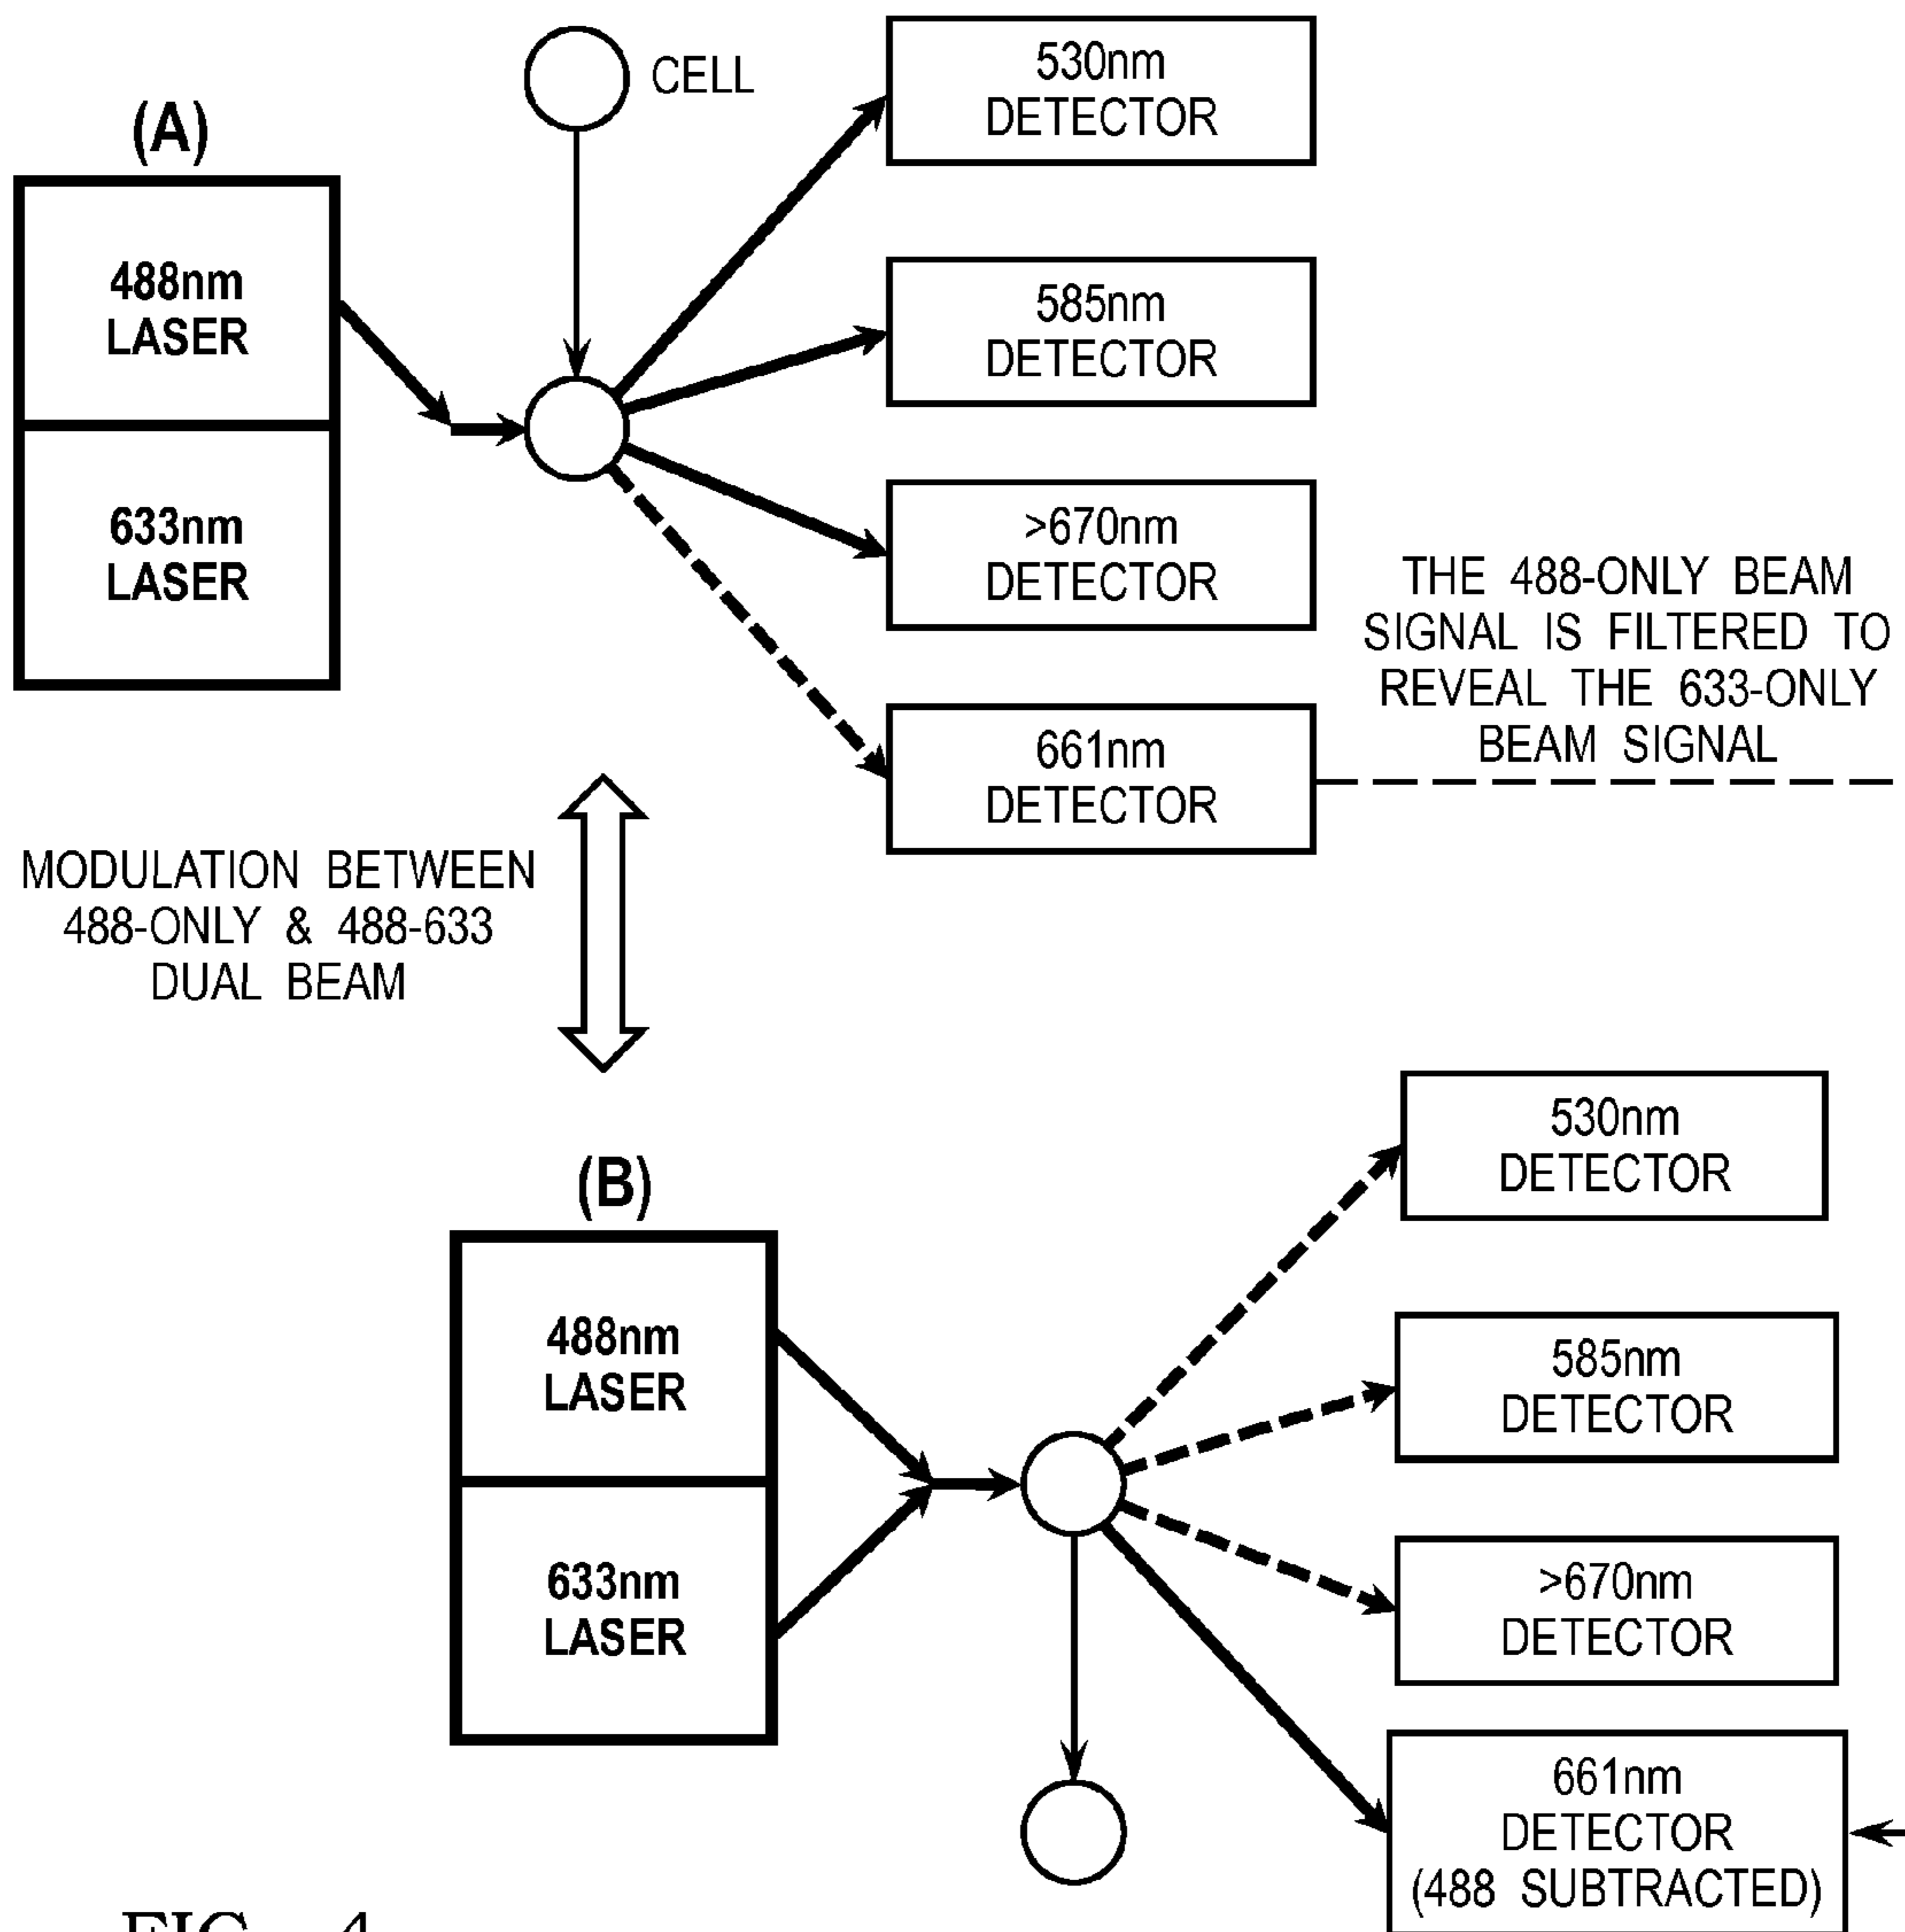 CELL
530nm
DETECTOR
(A)
488nm
LASER
585nm
DETECTOR
633nm
LASER
>670nm
DETECTOR
THE 488-ONLY BEAM
SIGNAL IS FILTERED TO
REVEAL THE 633-ONLY
BEAM SIGNAL
661nm
DETECTOR
MODULATION BETWEEN
488-ONLY & 488-633
DUAL BEAM
(B)
530nm
DETECTOR
488nm
LASER
585nm
DETECTOR
633nm
LASER
>670nm
DETECTOR
661nm
DETECTOR
(488 SUBTRACTED)
FIG. 4